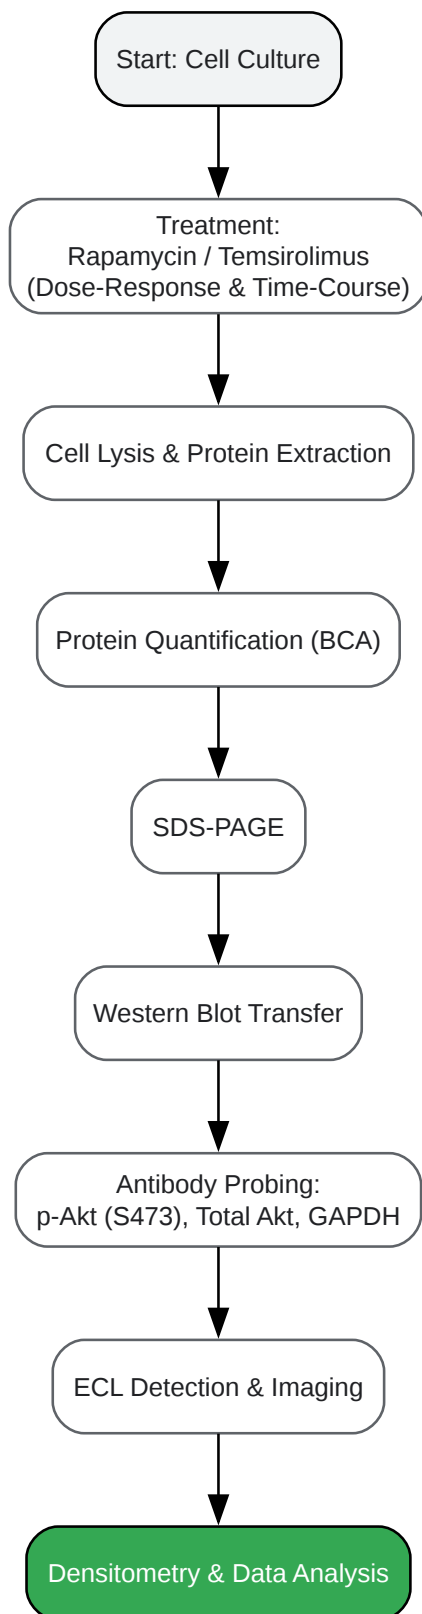 Start: Cell Culture
Treatment:
Rapamycin / Temsirolimus
(Dose-Response & Time-Course)
Cell Lysis & Protein Extraction
Protein Quantification (BCA)
SDS-PAGE
Western Blot Transfer
Antibody Probing:
p-Akt (S473), Total Akt, GAPDH
ECL Detection & Imaging
Densitometry & Data Analysis